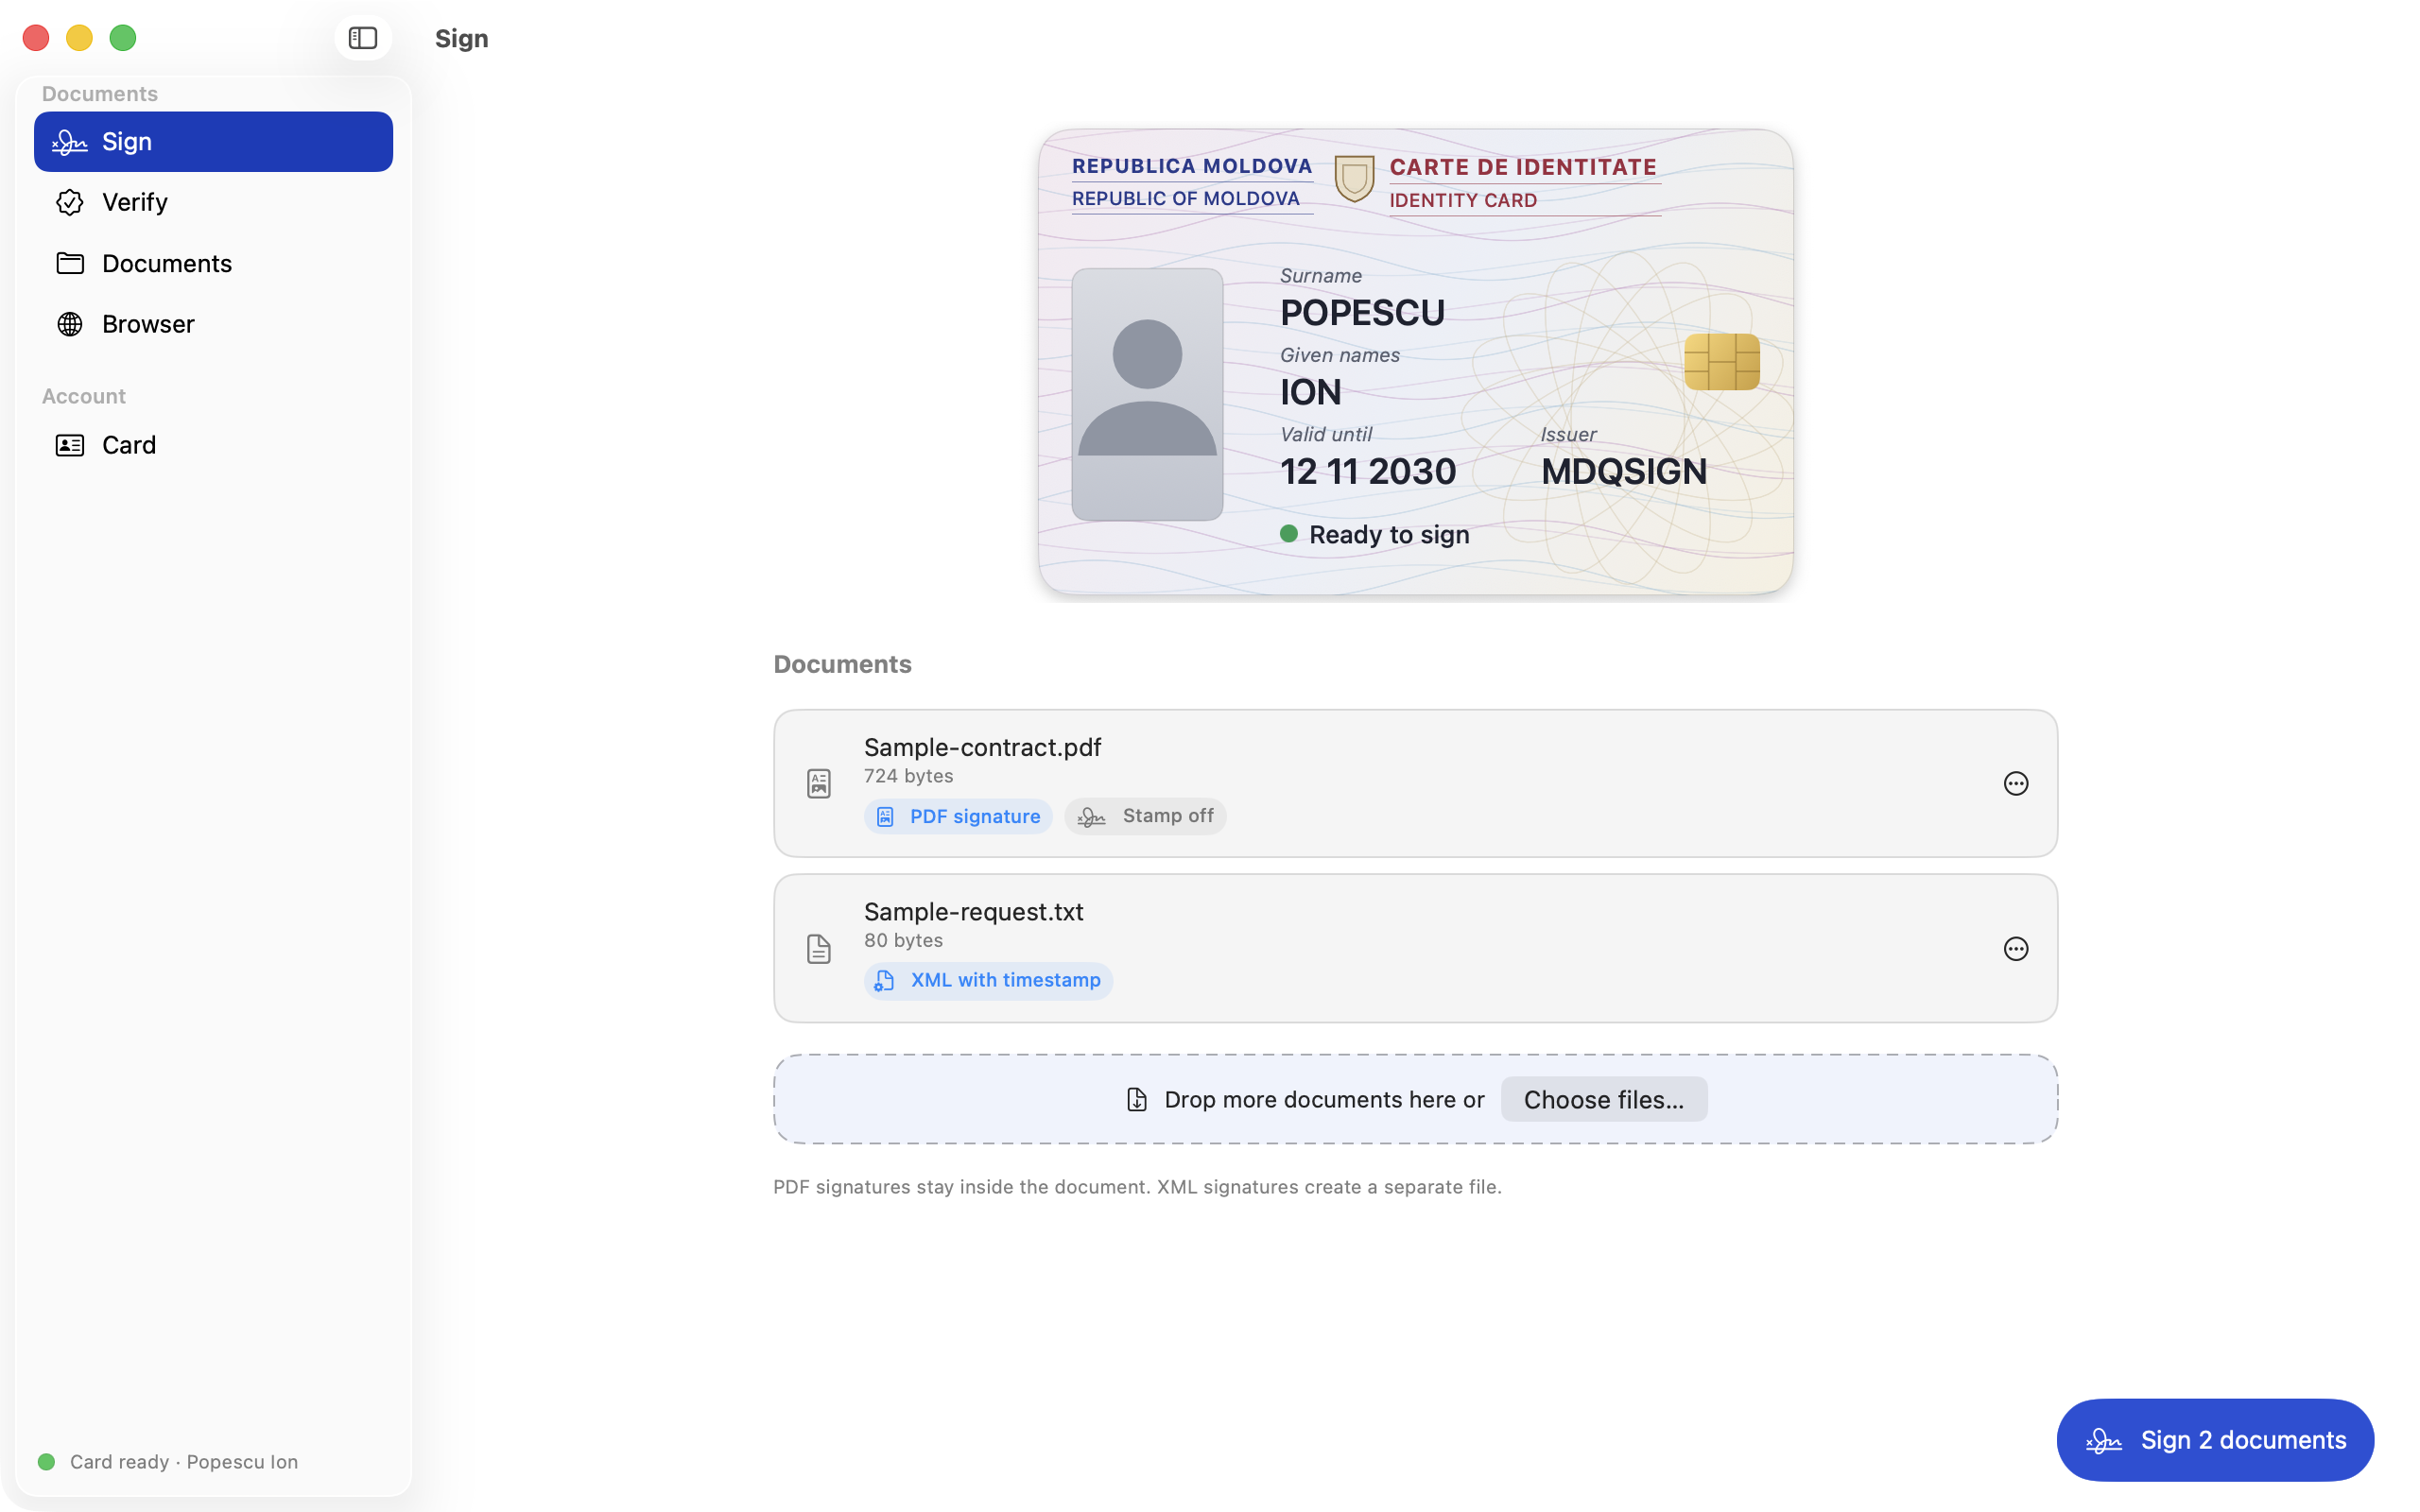 Sign
Documents
Sign
Verify
Documents
Browser
Account
Card
Card ready · Popescu Ion
REPUBLICA MOLDOVA
REPUBLIC OF MOLDOVA
CARTE DE IDENTITATE
IDENTITY CARD
Surname
POPESCU
Given names
ION
Valid until
12 11 2030
Issuer
MDQSIGN
Ready to sign
Documents
Sample-contract.pdf
724 bytes
PDF signature
Stamp off
Sample-request.txt
80 bytes
XML with timestamp
Drop more documents here or
Choose files...
PDF signatures stay inside the document. XML signatures create a separate file.
Sign 2 documents